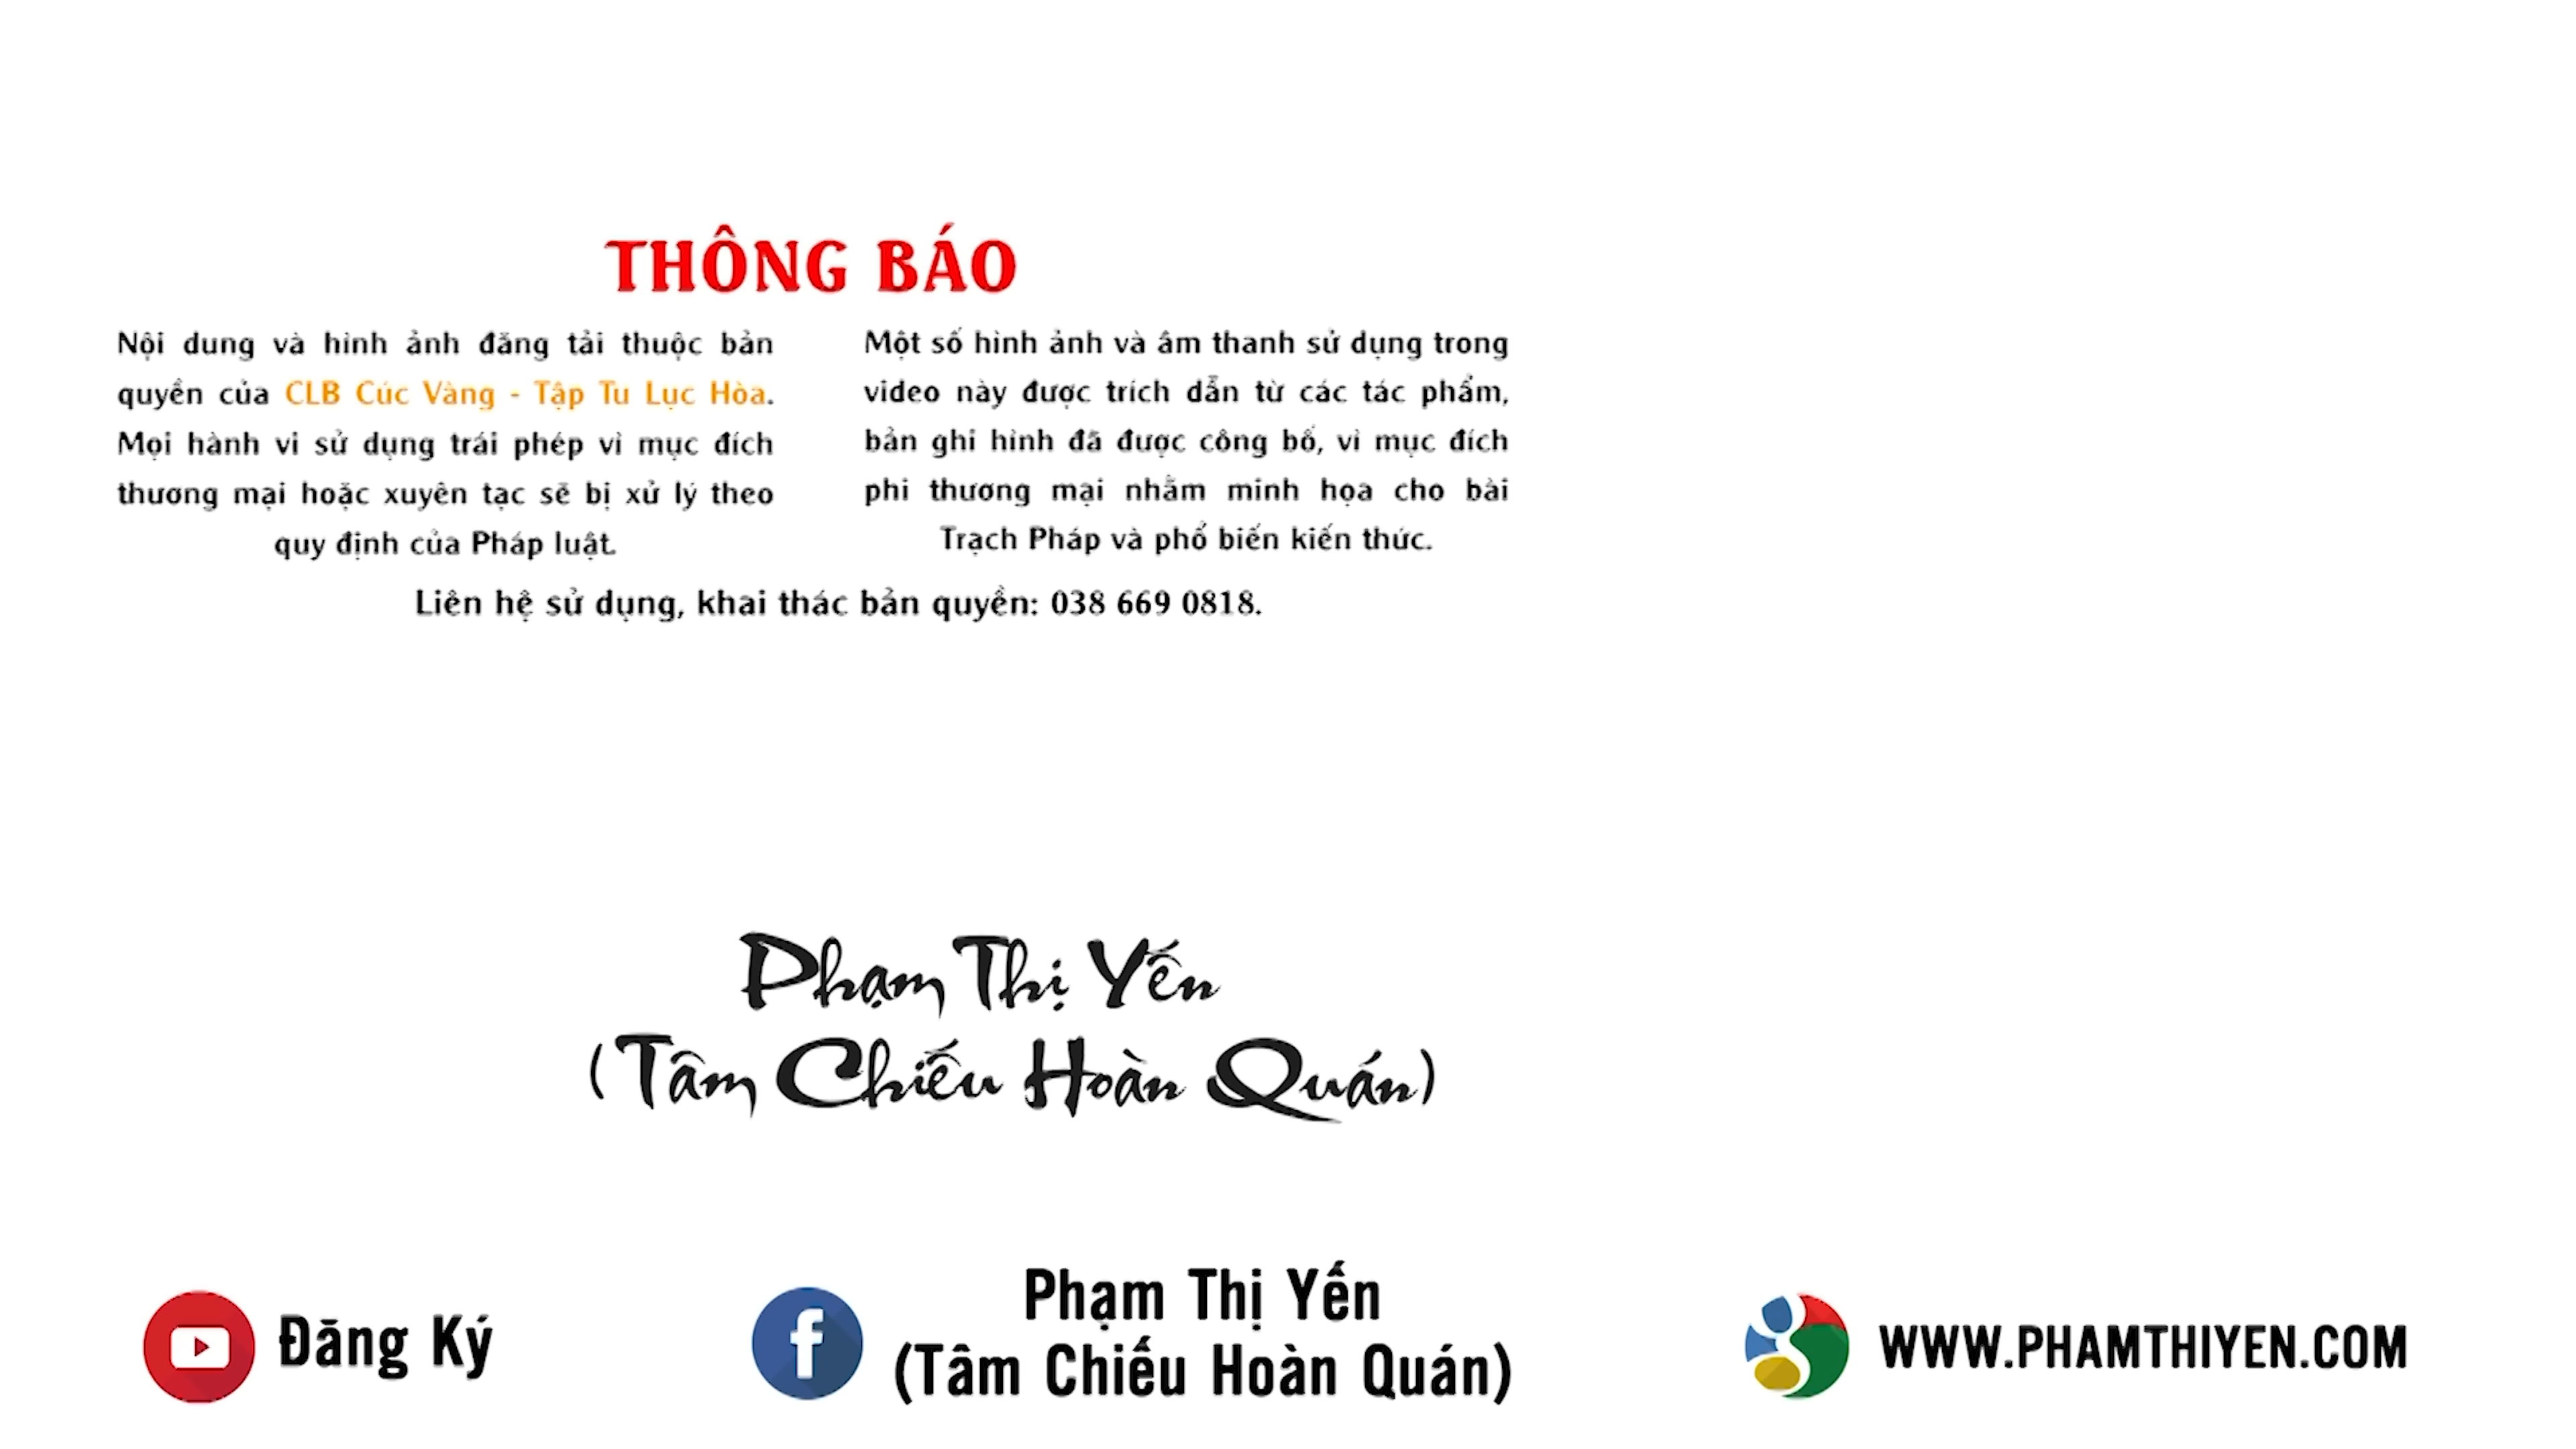 THÔNG BÁO
Nội dung và hình ảnh đăng tải thuộc bản
quyền của CLB Cúc Vàng - Tập Tu Lục Hòa.
Mọi hành vi sử dụng trái phép vì mục đích
thương mại hoặc xuyên tạc sẽ bị xử lý theo
quy định của Pháp luật.
Một số hình ảnh và âm thanh sử dụng trong
video này được trích dẫn từ các tác phẩm,
bản ghi hình đã được công bố, vì mục đích
phi thương mại nhằm minh họa cho bài
Trạch Pháp và phổ biến kiến thức.
Liên hệ sử dụng, khai thác bản quyền: 038 669 0818.
Phạm Thị Yến
(Tâm Chiếu Hoàn Quán)
Đăng Ký
Phạm Thị Yến
(Tâm Chiếu Hoàn Quán)
WWW.PHAMTHIYEN.COM